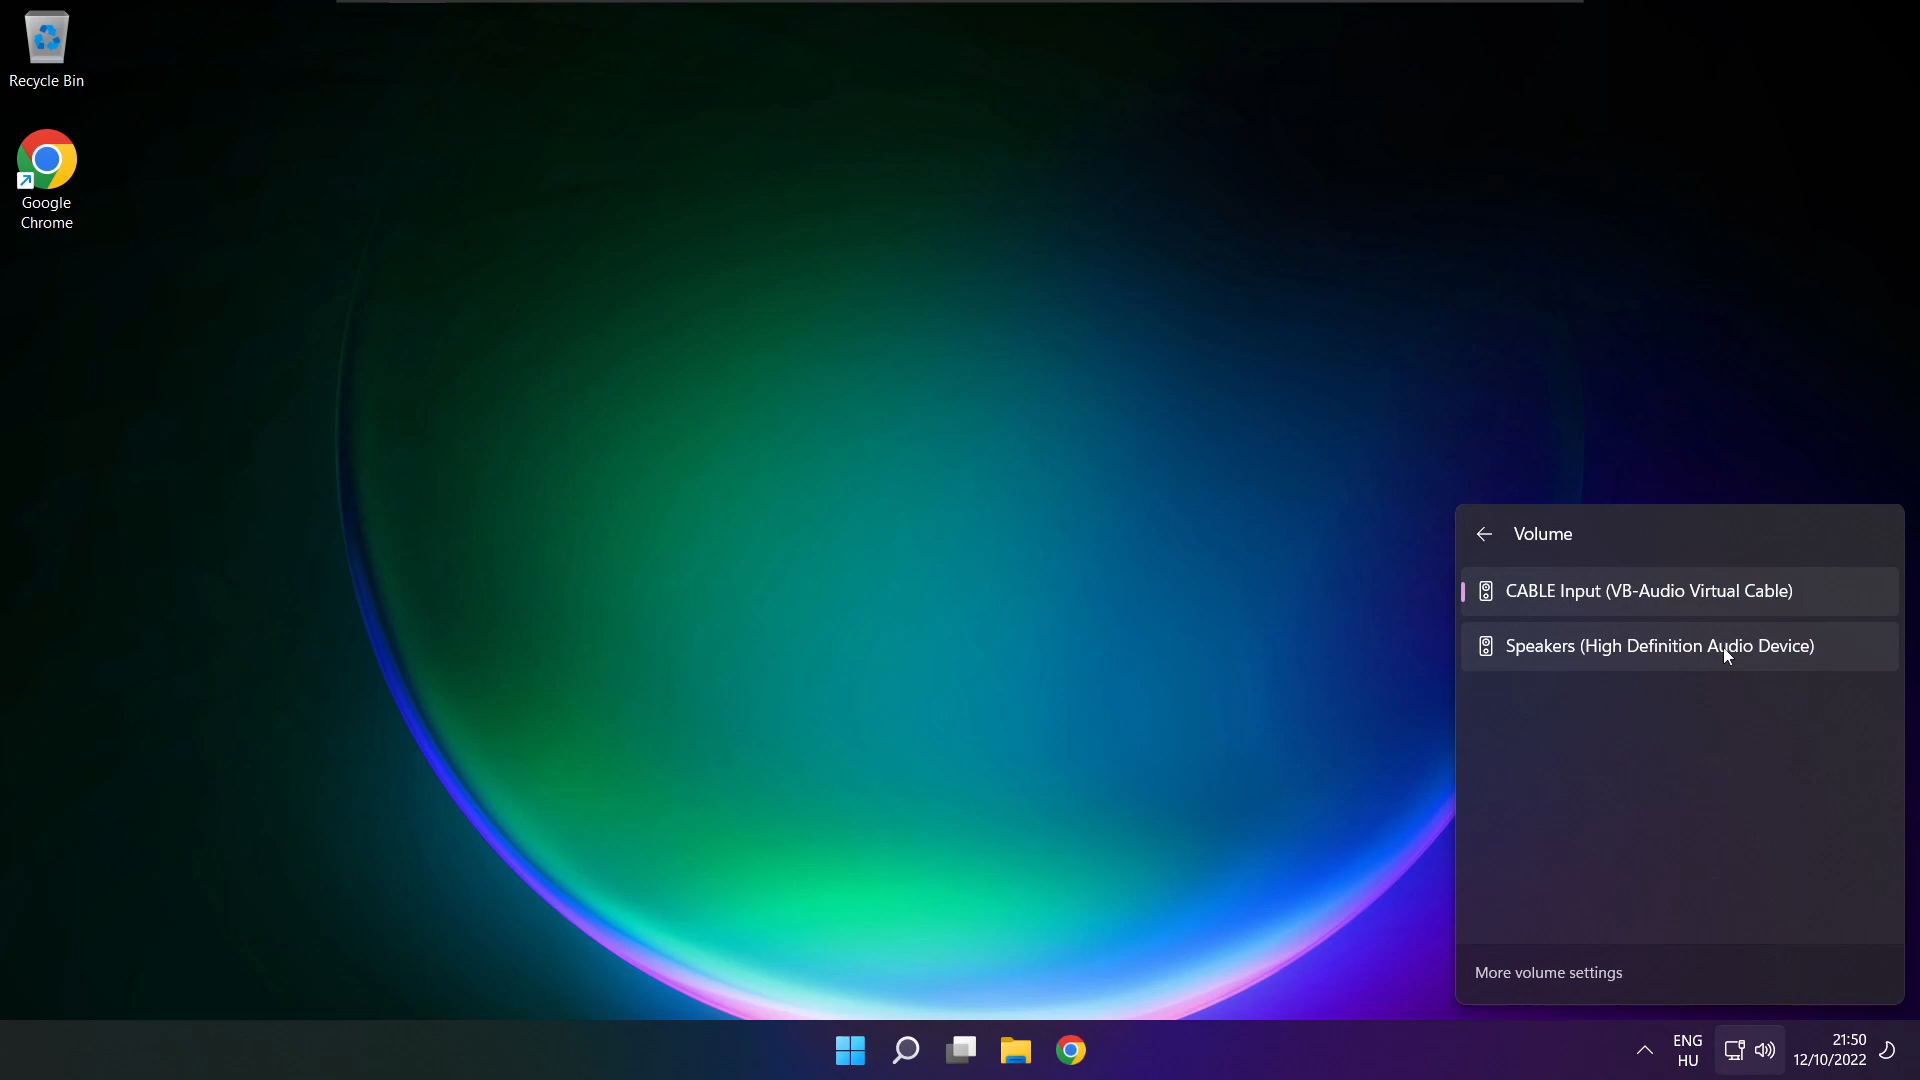 Recycle Bin
Google
Chrome
Volume
CABLE Input (VB-Audio Virtual Cable)
Speakers (High Definition Audio Device)
More volume settings
ENG
HU
21:50
12/10/2022